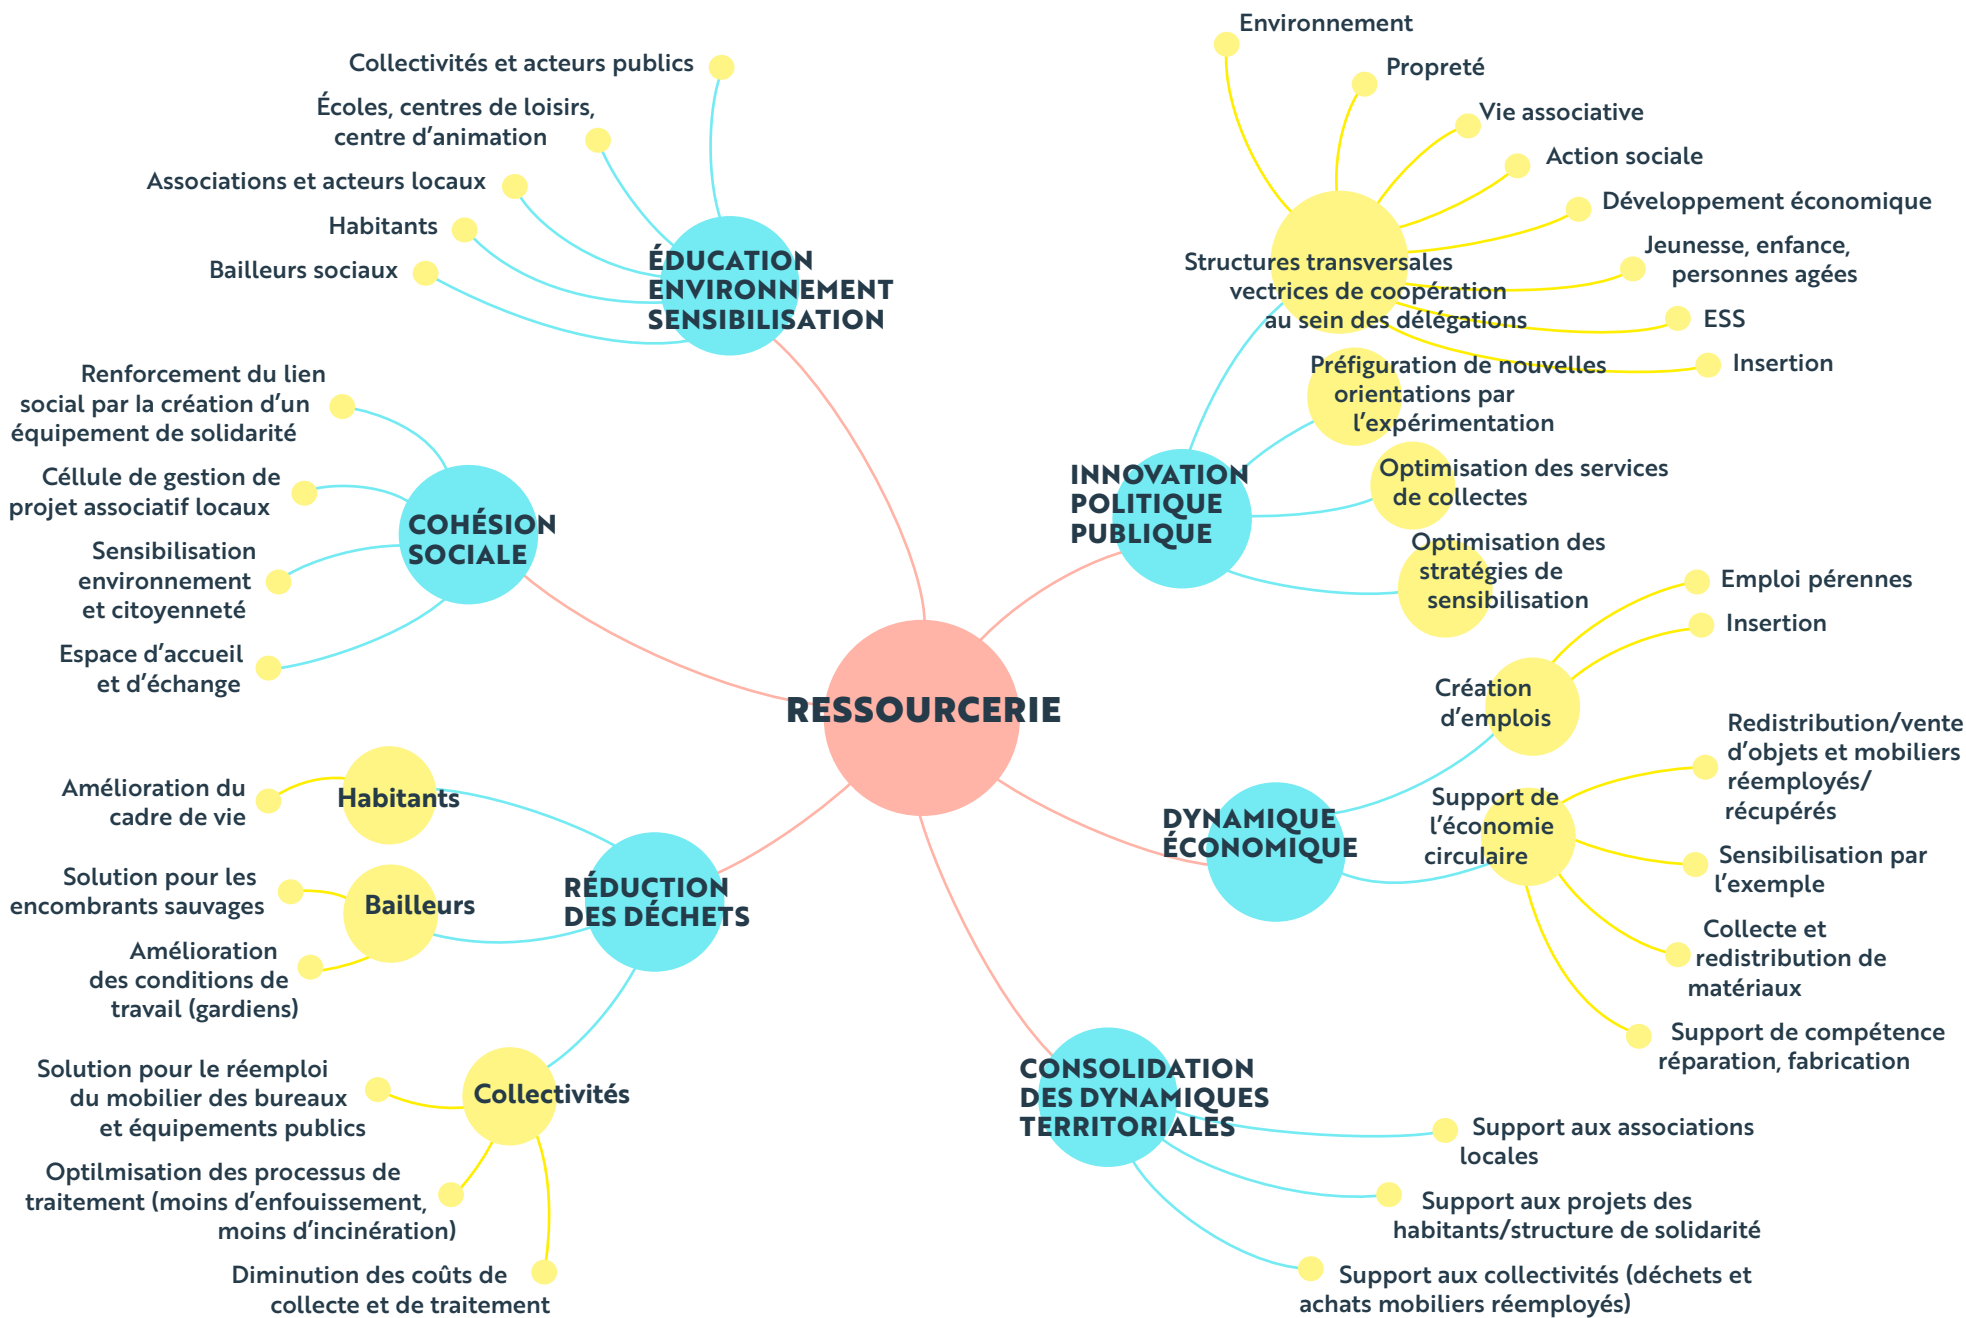 RESSOURCERIE
ÉDUCATION
ENVIRONNEMENT
SENSIBILISATION
Collectivités et acteurs publics
Écoles, centres de loisirs,
centre d'animation
Associations et acteurs locaux
Habitants
Bailleurs sociaux
COHÉSION
SOCIALE
Renforcement du lien
social par la création d'un
équipement de solidarité
Céllule de gestion de
projet associatif locaux
Sensibilisation
environnement
et citoyenneté
Espace d'accueil
et d'échange
RÉDUCTION
DES DÉCHETS
Habitants
Amélioration du
cadre de vie
Bailleurs
Solution pour les
encombrants sauvages
Amélioration
des conditions de
travail (gardiens)
Collectivités
Solution pour le réemploi
du mobilier des bureaux
et équipements publics
Optilmisation des processus de
traitement (moins d'enfouissement,
moins d'incinération)
Diminution des coûts de
collecte et de traitement
INNOVATION
POLITIQUE
PUBLIQUE
Structures transversales
vectrices de coopération
au sein des délégations
Environnement
Propreté
Vie associative
Action sociale
Développement économique
Jeunesse, enfance,
personnes agées
ESS
Insertion
Préfiguration de nouvelles
orientations par
l'expérimentation
Optimisation des services
de collectes
Optimisation des
stratégies de
sensibilisation
DYNAMIQUE
ÉCONOMIQUE
Création
d'emplois
Emploi pérennes
Insertion
Support de
l'économie
circulaire
Redistribution/vente
d'objets et mobiliers
réemployés/
récupérés
Sensibilisation par
l'exemple
Collecte et
redistribution de
matériaux
Support de compétence
réparation, fabrication
CONSOLIDATION
DES DYNAMIQUES
TERRITORIALES
Support aux associations
locales
Support aux projets des
habitants/structure de solidarité
Support aux collectivités (déchets et
achats mobiliers réemployés)